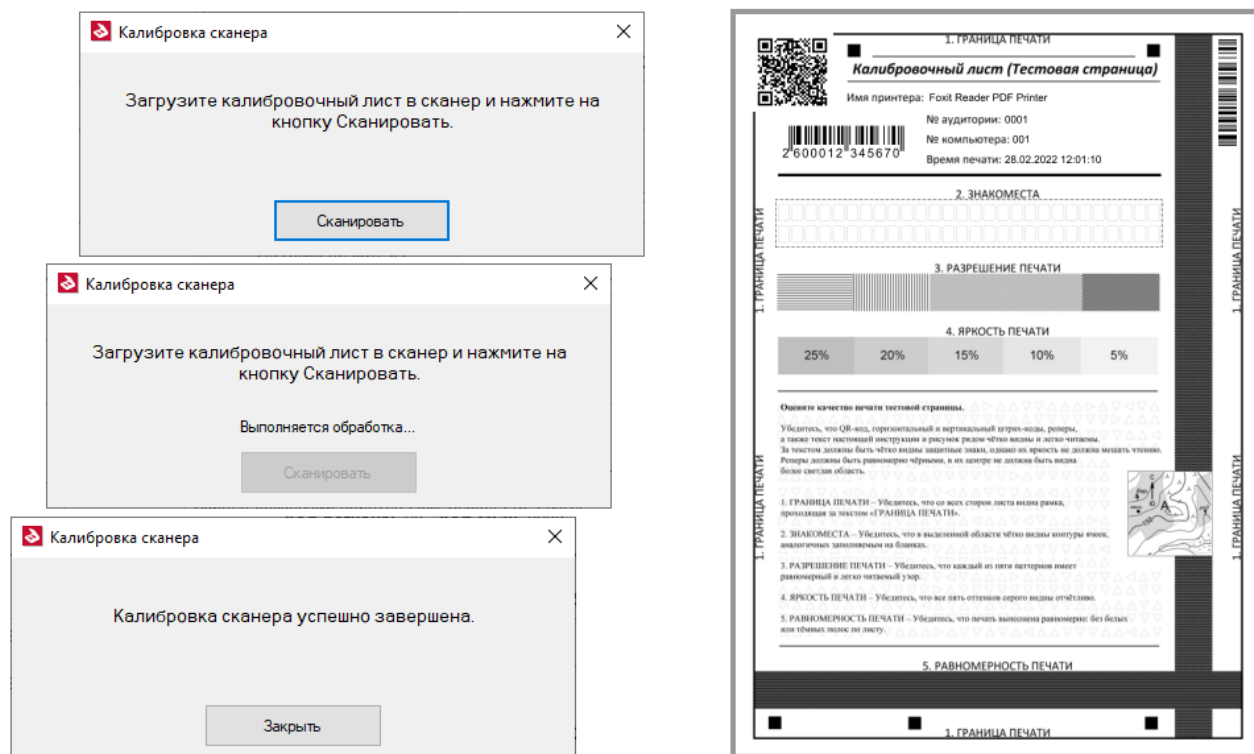 Калибровка сканера
Загрузите калибровочный лист в сканер и нажмите на
кнопку Сканировать.
Сканировать
Калибровка сканера
Загрузите калибровочный лист в сканер и нажмите на
кнопку Сканировать.
Выполняется обработка...
Сканировать
Калибровка сканера
Калибровка сканера успешно завершена.
Закрыть
1. ГРАНИЦА ПЕЧАТИ
Калибровочный лист (Тестовая страница)
Имя принтера: Foxit Reader PDF Printer
№ аудитории: 0001
№ компьютера: 001
Время печати: 28.02.2022 12:01:10
2 600012 345670
2. ЗНАКОМЕСТА
1. ГРАНИЦА ПЕЧАТИ
1. ГРАНИЦА ПЕЧАТИ
3. РАЗРЕШЕНИЕ ПЕЧАТИ
4. ЯРКОСТЬ ПЕЧАТИ
25% 20% 15% 10% 5%
Оцените качество печати тестовой страницы.
Убедитесь, что QR-код, горизонтальный и вертикальный штрих-коды, реперы,
а также текст настоящей инструкции и рисунок рядом чётко видны и легко читаемы.
За текстом должны быть чётко видны защитные знаки, однако их яркость не должна мешать чтению.
Реперы должны быть равномерно чёрными, в их центре не должна быть видна
более светлая область.
1. ГРАНИЦА ПЕЧАТИ
1. ГРАНИЦА ПЕЧАТИ
1. ГРАНИЦА ПЕЧАТИ – Убедитесь, что со всех сторон листа видна рамка,
проходящая за текстом «ГРАНИЦА ПЕЧАТИ».
2. ЗНАКОМЕСТА – Убедитесь, что в выделенной области чётко видны контуры ячеек,
аналогичных заполняемым на бланках.
3. РАЗРЕШЕНИЕ ПЕЧАТИ – Убедитесь, что каждый из пяти паттернов имеет
равномерный и легко читаемый узор.
4. ЯРКОСТЬ ПЕЧАТИ – Убедитесь, что все пять оттенков серого видны отчётливо.
5. РАВНОМЕРНОСТЬ ПЕЧАТИ – Убедитесь, что печать выполнена равномерно: без белых
или тёмных полос по листу.
5. РАВНОМЕРНОСТЬ ПЕЧАТИ
1. ГРАНИЦА ПЕЧАТИ